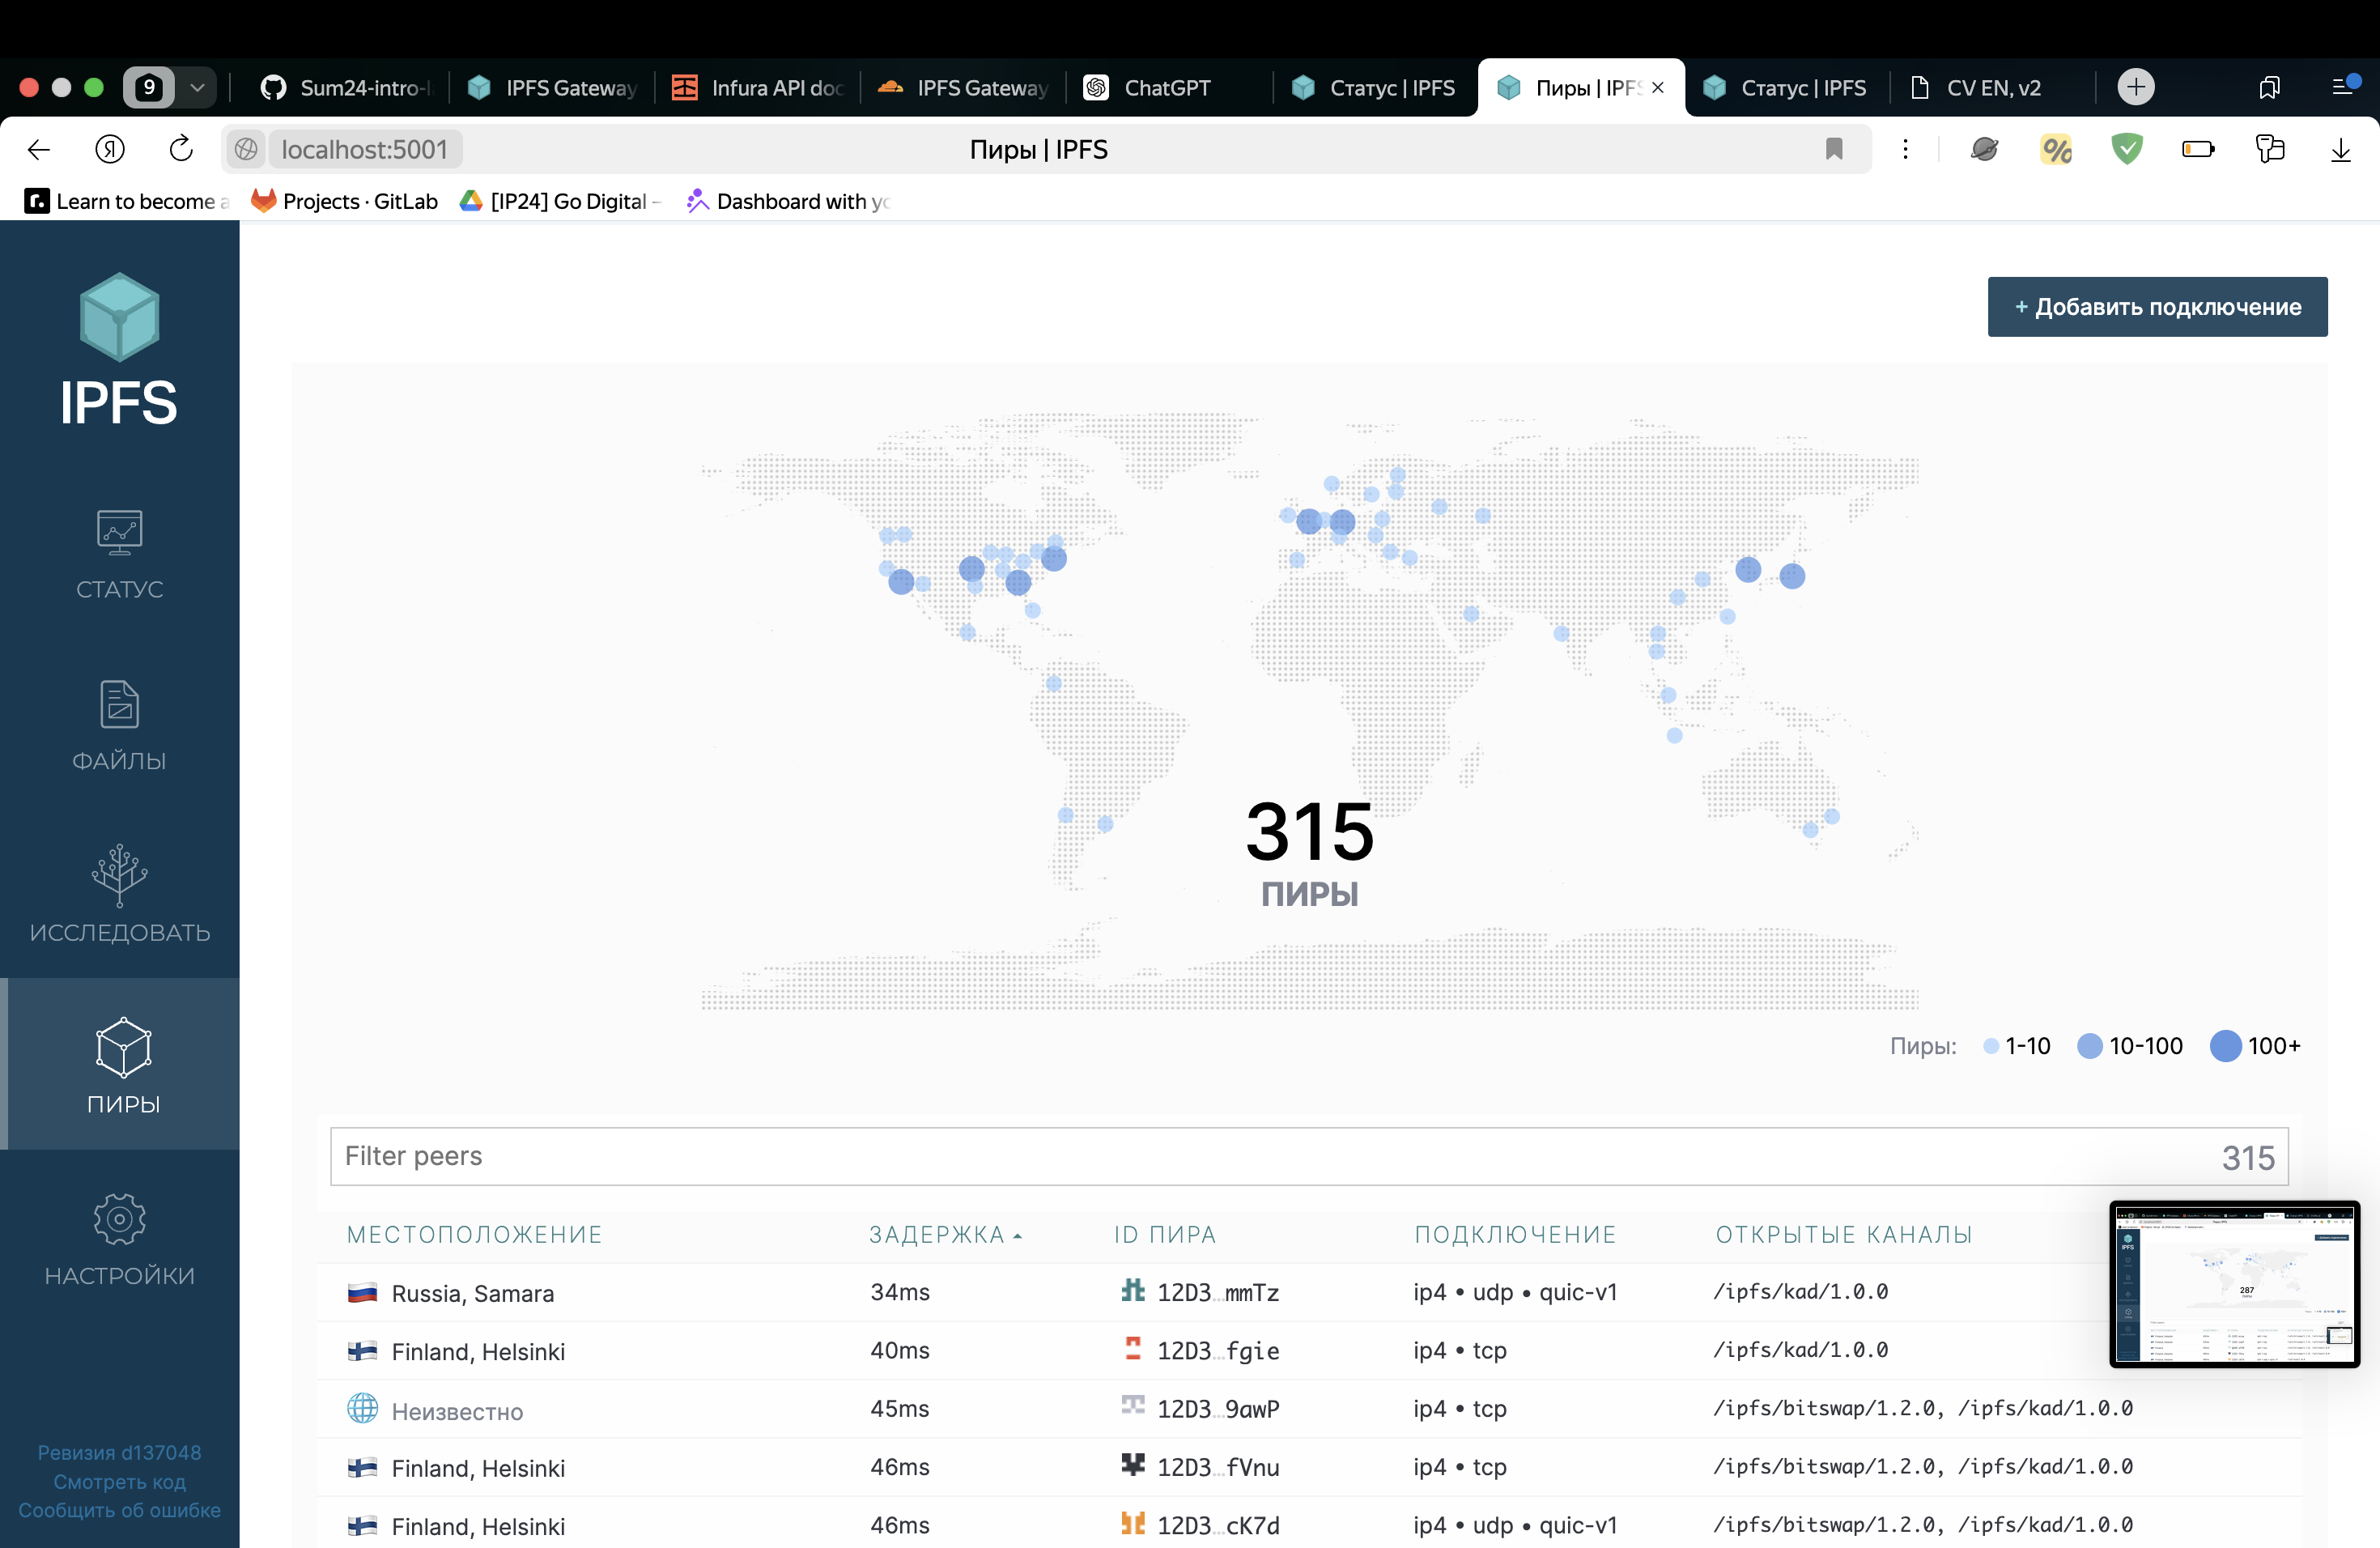 9
Sum24-intro-l
IPFS Gateway
Infura API doc
IPFS Gateway
ChatGPT
Статус | IPFS
Пиры | IPFS
Статус | IPFS
CV EN, v2
localhost:5001
Пиры | IPFS
Learn to become a
Projects · GitLab
[IP24] Go Digital –
Dashboard with yo
IPFS
СТАТУС
ФАЙЛЫ
ИССЛЕДОВАТЬ
ПИРЫ
НАСТРОЙКИ
Ревизия d137048
Смотреть код
Сообщить об ошибке
+ Добавить подключение
315
ПИРЫ
Пиры: 1-10 10-100 100+
Filter peers 315
МЕСТОПОЛОЖЕНИЕ ЗАДЕРЖКА ID ПИРА ПОДКЛЮЧЕНИЕ ОТКРЫТЫЕ КАНАЛЫ
Russia, Samara 34ms 12D3…mmTz ip4 • udp • quic-v1 /ipfs/kad/1.0.0
Finland, Helsinki 40ms 12D3…fgie ip4 • tcp /ipfs/kad/1.0.0
Неизвестно 45ms 12D3…9awP ip4 • tcp /ipfs/bitswap/1.2.0, /ipfs/kad/1.0.0
Finland, Helsinki 46ms 12D3…fVnu ip4 • tcp /ipfs/bitswap/1.2.0, /ipfs/kad/1.0.0
Finland, Helsinki 46ms 12D3…cK7d ip4 • udp • quic-v1 /ipfs/bitswap/1.2.0, /ipfs/kad/1.0.0
IPFS
287